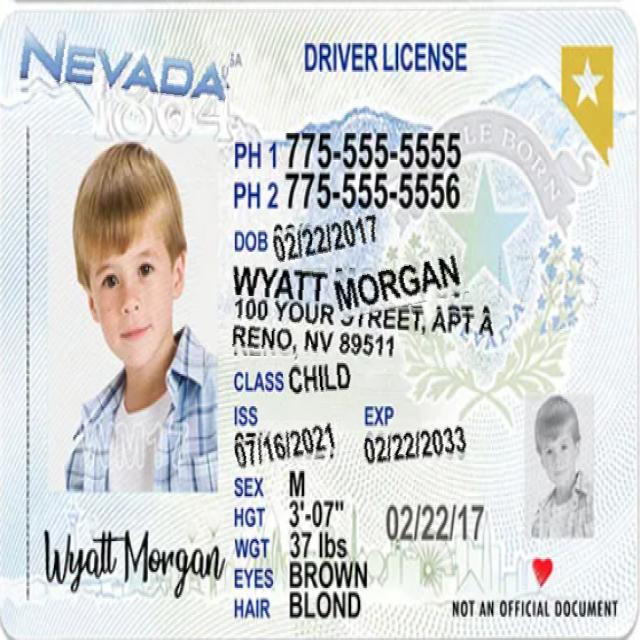 NEVADA USA
DRIVER LICENSE
1864
PH 1 775-555-5555
PH 2 775-555-5556
DOB 02/22/2017
WYATT MORGAN
100 YOUR STREET, APT A
RENO, NV 89511
CLASS CHILD
ISS EXP
07/16/2021 02/22/2033
SEX M
HGT 3'-07"
WGT 37 lbs
EYES BROWN
HAIR BLOND
02/22/17
Wyatt Morgan
NOT AN OFFICIAL DOCUMENT